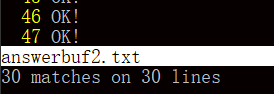 46 OK!
47 OK!
answerbuf2.txt
30 matches on 30 lines